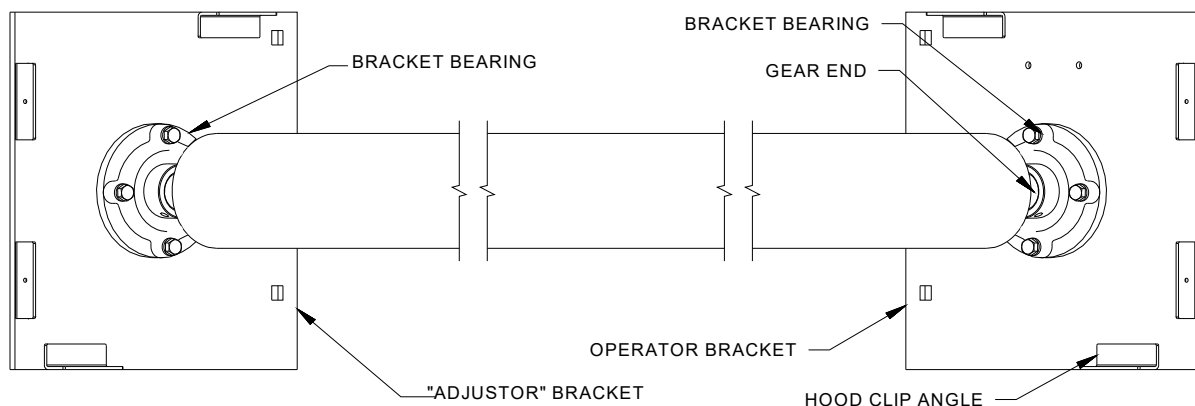 BRACKET BEARING
BRACKET BEARING
GEAR END
OPERATOR BRACKET
"ADJUSTOR" BRACKET
HOOD CLIP ANGLE